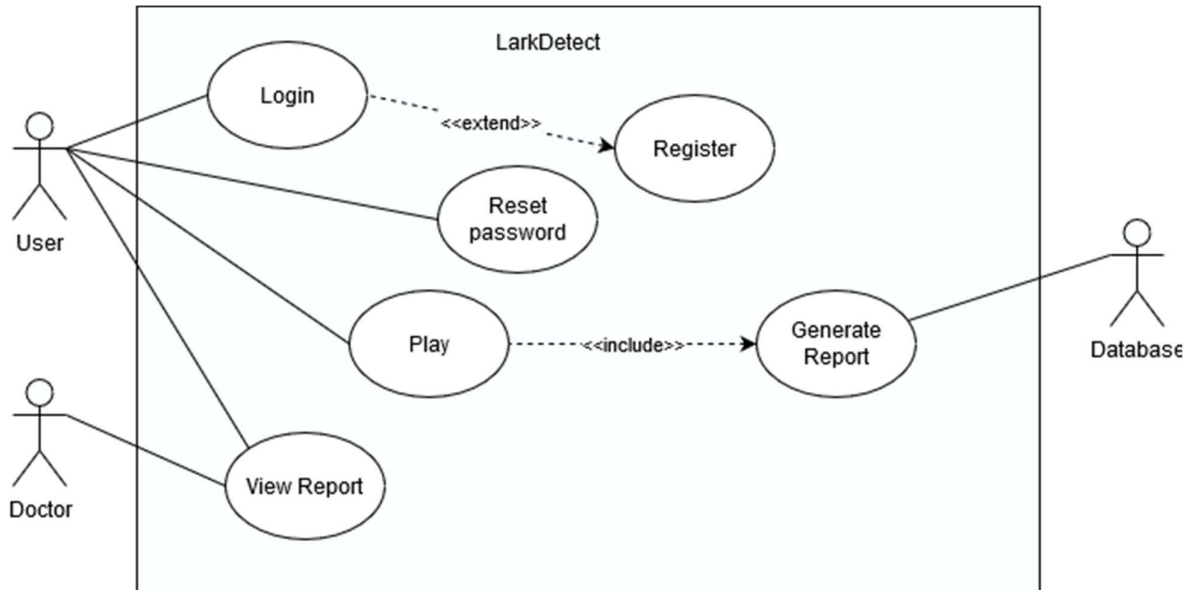 LarkDetect
Login
<<extend>>
Register
Reset
password
User
Play
<<include>>
Generate
Report
Database
View Report
Doctor